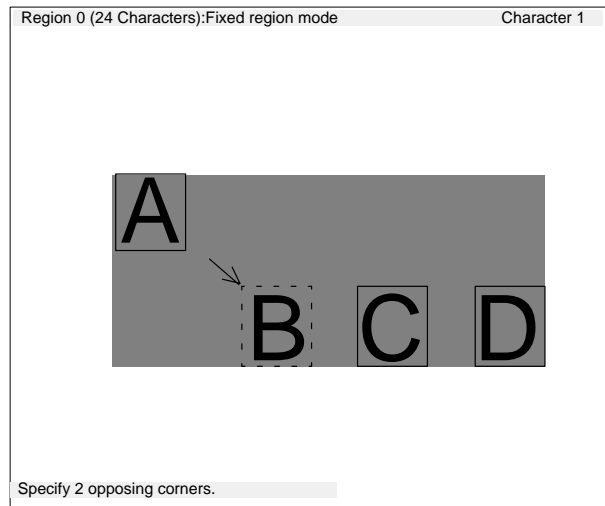 Region 0 (24 Characters):Fixed region mode Character 1
A
B C D
Specify 2 opposing corners.